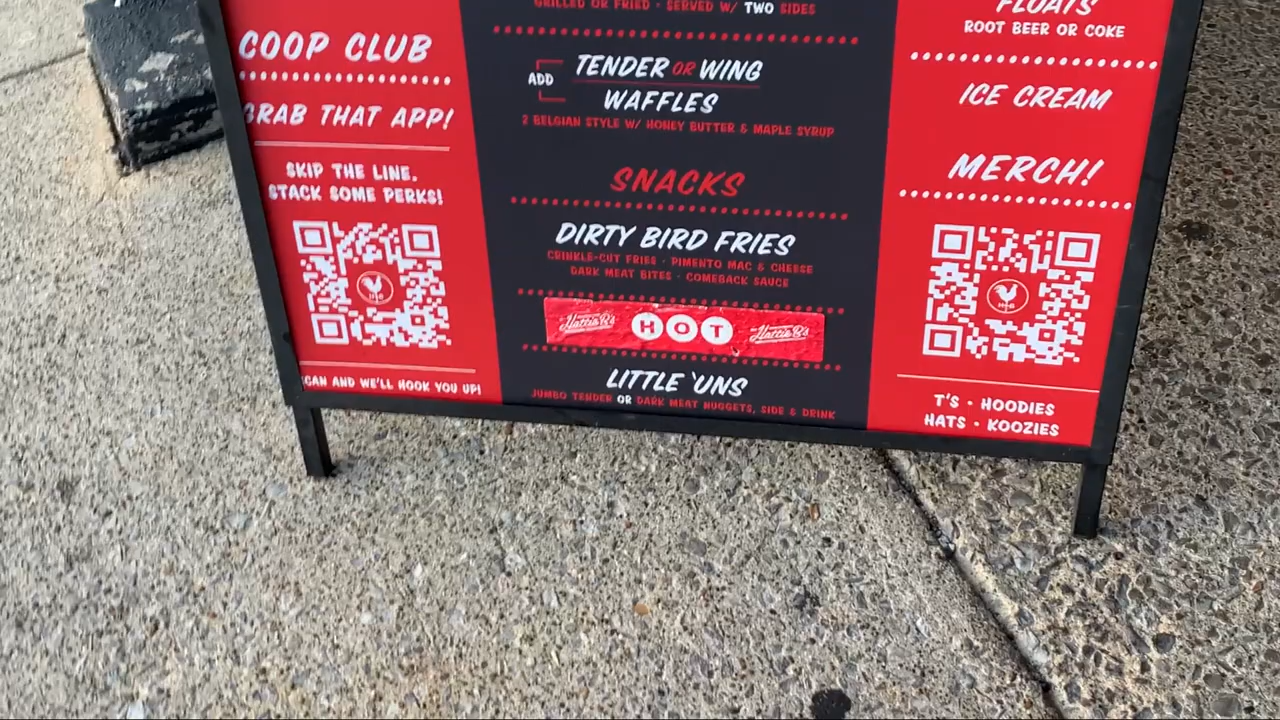 COOP CLUB
GRAB THAT APP!
SKIP THE LINE.
STACK SOME PERKS!
H B
SCAN AND WE'LL HOOK YOU UP!
GRILLED OR FRIED · SERVED W/ TWO SIDES
ADD
TENDER OR WING
WAFFLES
2 BELGIAN STYLE W/ HONEY BUTTER & MAPLE SYRUP
SNACKS
DIRTY BIRD FRIES
CRINKLE-CUT FRIES · PIMENTO MAC & CHEESE
DARK MEAT BITES · COMEBACK SAUCE
Hattie B's HOT Hattie B's
LITTLE 'UNS
JUMBO TENDER OR DARK MEAT NUGGETS, SIDE & DRINK
FLOATS
ROOT BEER OR COKE
ICE CREAM
MERCH!
H B
T'S · HOODIES
HATS · KOOZIES